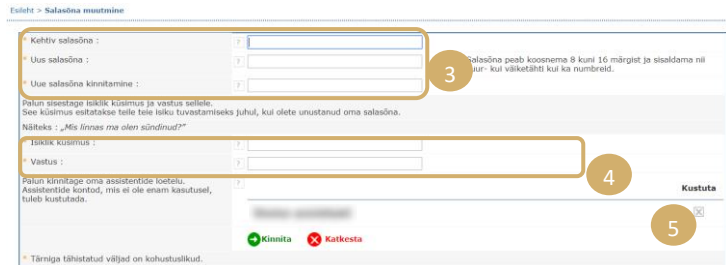 Esileht > Salasõna muutmine
* Kehtiv salasõna :
?
* Uus salasõna :
?
Salasõna peab koosnema 8 kuni 16 märgist ja sisaldama nii
suur- kui väiketähti kui ka numbreid.
3
* Uue salasõna kinnitamine :
?
Palun sisestage isiklik küsimus ja vastus sellele.
See küsimus esitatakse teile teie isiku tuvastamiseks juhul, kui olete unustanud oma salasõna.
Näiteks : „Mis linnas ma olen sündinud?”
* Isiklik küsimus :
?
* Vastus :
?
4
Palun kinnitage oma assistentide loetelu.
Assistentide kontod, mis ei ole enam kasutusel,
tuleb kustutada.
?
Kustuta
5
Kinnita Katkesta
* Tärniga tähistatud väljad on kohustuslikud.